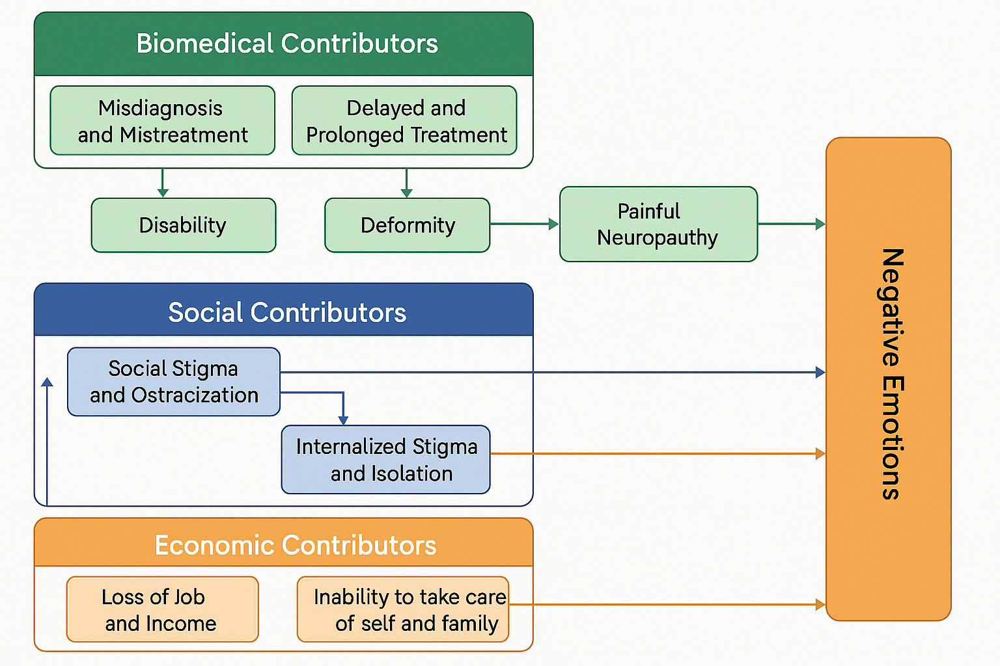 Biomedical Contributors
Misdiagnosis
and Mistreatment
Delayed and
Prolonged Treatment
Disability
Deformity
Painful
Neuropauthy
Social Contributors
Social Stigma
and Ostracization
Internalized Stigma
and Isolation
Economic Contributors
Loss of Job
and Income
Inability to take care
of self and family
Negative Emotions